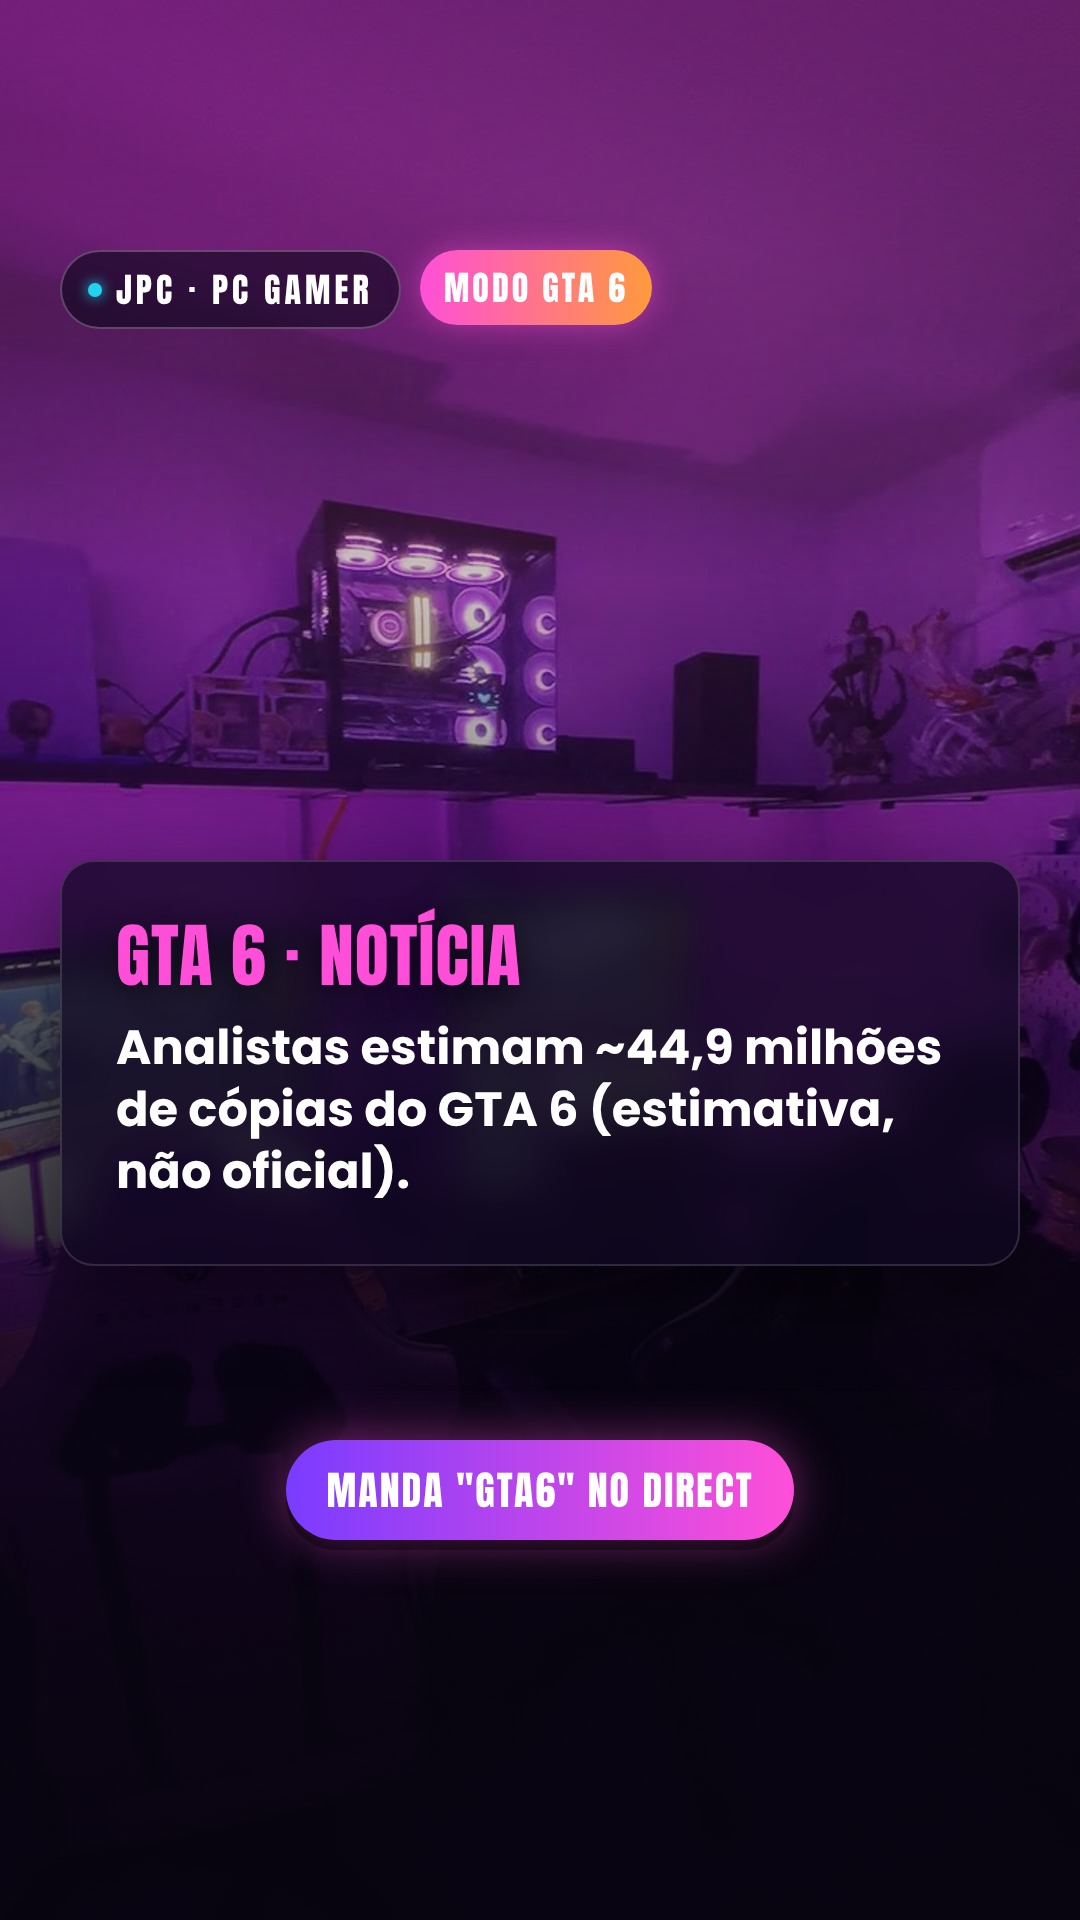 JPC · PC GAMER
MODO GTA 6
GTA 6 · NOTÍCIA
Analistas estimam ~44,9 milhões
de cópias do GTA 6 (estimativa,
não oficial).
MANDA "GTA6" NO DIRECT